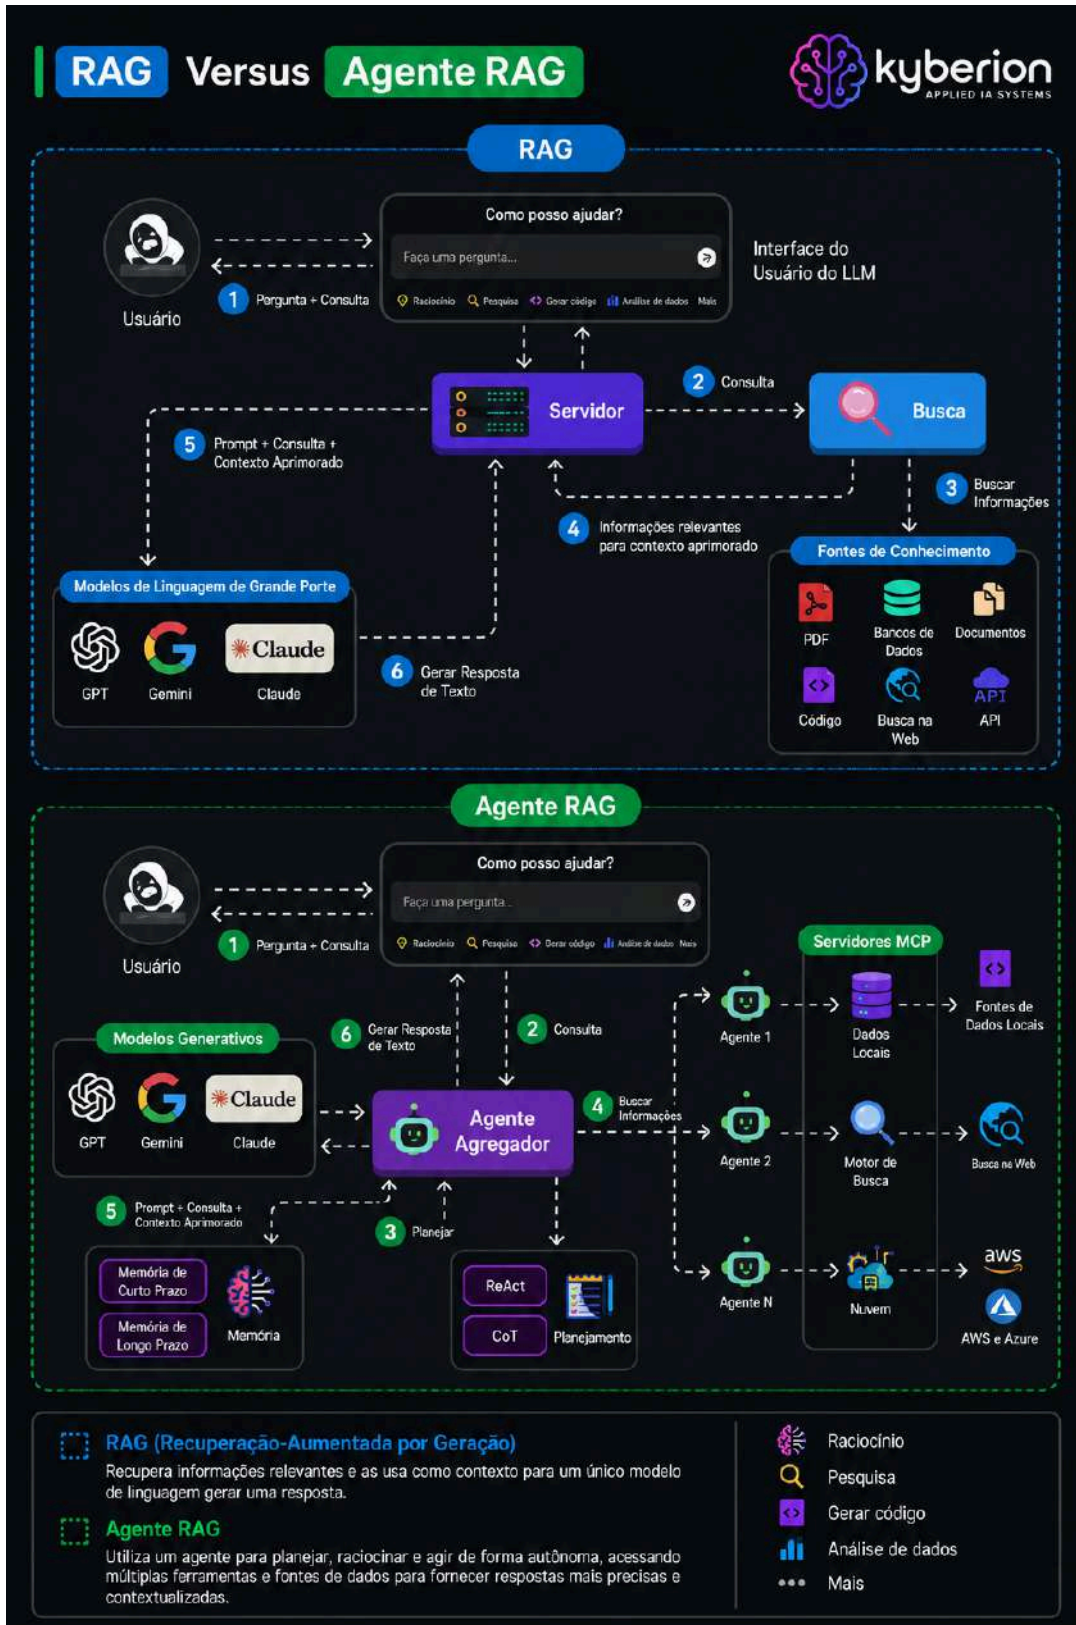 RAG Versus Agente RAG
kyberion
APPLIED IA SYSTEMS
RAG
Como posso ajudar?
Faça uma pergunta...
Raciocínio Pesquisa Gerar código Análise de dados Mais
Interface do
Usuário do LLM
Usuário
1 Pergunta + Consulta
Servidor
2 Consulta
Busca
3 Buscar
Informações
4 Informações relevantes
para contexto aprimorado
5 Prompt + Consulta +
Contexto Aprimorado
Fontes de Conhecimento
PDF
Bancos de
Dados
Documentos
Código
Busca na
Web
API
API
Modelos de Linguagem de Grande Porte
Claude
GPT
Gemini
Claude
6 Gerar Resposta
de Texto
Agente RAG
Como posso ajudar?
Faça uma pergunta...
Raciocínio Pesquisa Gerar código Análise de dados Mais
Usuário
1 Pergunta + Consulta
6 Gerar Resposta
de Texto
2 Consulta
Modelos Generativos
Claude
GPT
Gemini
Claude
Agente
Agregador
4 Buscar
Informações
5 Prompt + Consulta +
Contexto Aprimorado
3 Planejar
Memória de
Curto Prazo
Memória de
Longo Prazo
Memória
ReAct
CoT
Planejamento
Agente 1
Agente 2
Agente N
Servidores MCP
Dados
Locais
Motor de
Busca
Nuvem
Fontes de
Dados Locais
Busca na Web
aws
AWS e Azure
RAG (Recuperação-Aumentada por Geração)
Recupera informações relevantes e as usa como contexto para um único modelo
de linguagem gerar uma resposta.
Agente RAG
Utiliza um agente para planejar, raciocinar e agir de forma autônoma, acessando
múltiplas ferramentas e fontes de dados para fornecer respostas mais precisas e
contextualizadas.
Raciocínio
Pesquisa
Gerar código
Análise de dados
Mais